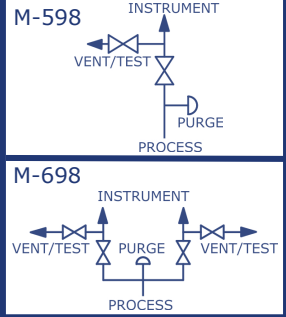 M-598
INSTRUMENT
VENT/TEST
PURGE
PROCESS
M-698
INSTRUMENT
VENT/TEST PURGE VENT/TEST
PROCESS